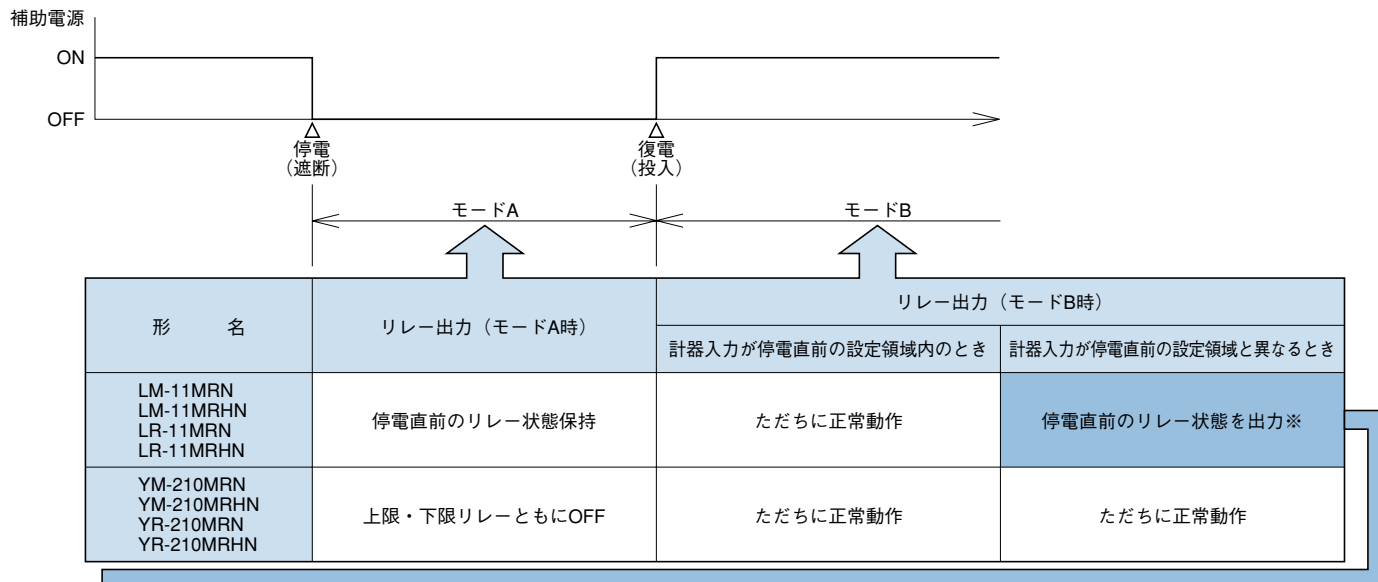 補助電源
ON
OFF
停電
（遮断）
復電
（投入）
モードA
モードB
形　　名
リレー出力（モードA時）
リレー出力（モードB時）
計器入力が停電直前の設定領域内のとき
計器入力が停電直前の設定領域と異なるとき
LM-11MRN
LM-11MRHN
LR-11MRN
LR-11MRHN
停電直前のリレー状態保持
ただちに正常動作
停電直前のリレー状態を出力※
YM-210MRN
YM-210MRHN
YR-210MRN
YR-210MRHN
上限・下限リレーともにOFF
ただちに正常動作
ただちに正常動作